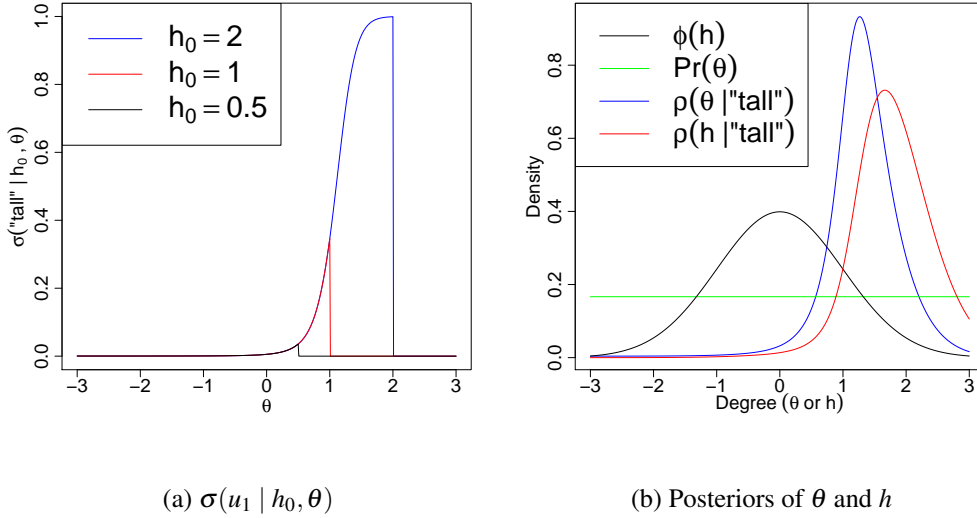 h₀ = 2
h₀ = 1
h₀ = 0.5
σ("tall" | h₀, θ)
0.0 0.2 0.4 0.6 0.8 1.0
−3 −2 −1 0 1 2 3
θ
ϕ(h)
Pr(θ)
ρ(θ | "tall")
ρ(h | "tall")
Density
0.0 0.2 0.4 0.6 0.8
−3 −2 −1 0 1 2 3
Degree (θ or h)
(a) σ(u₁ | h₀, θ)
(b) Posteriors of θ and h